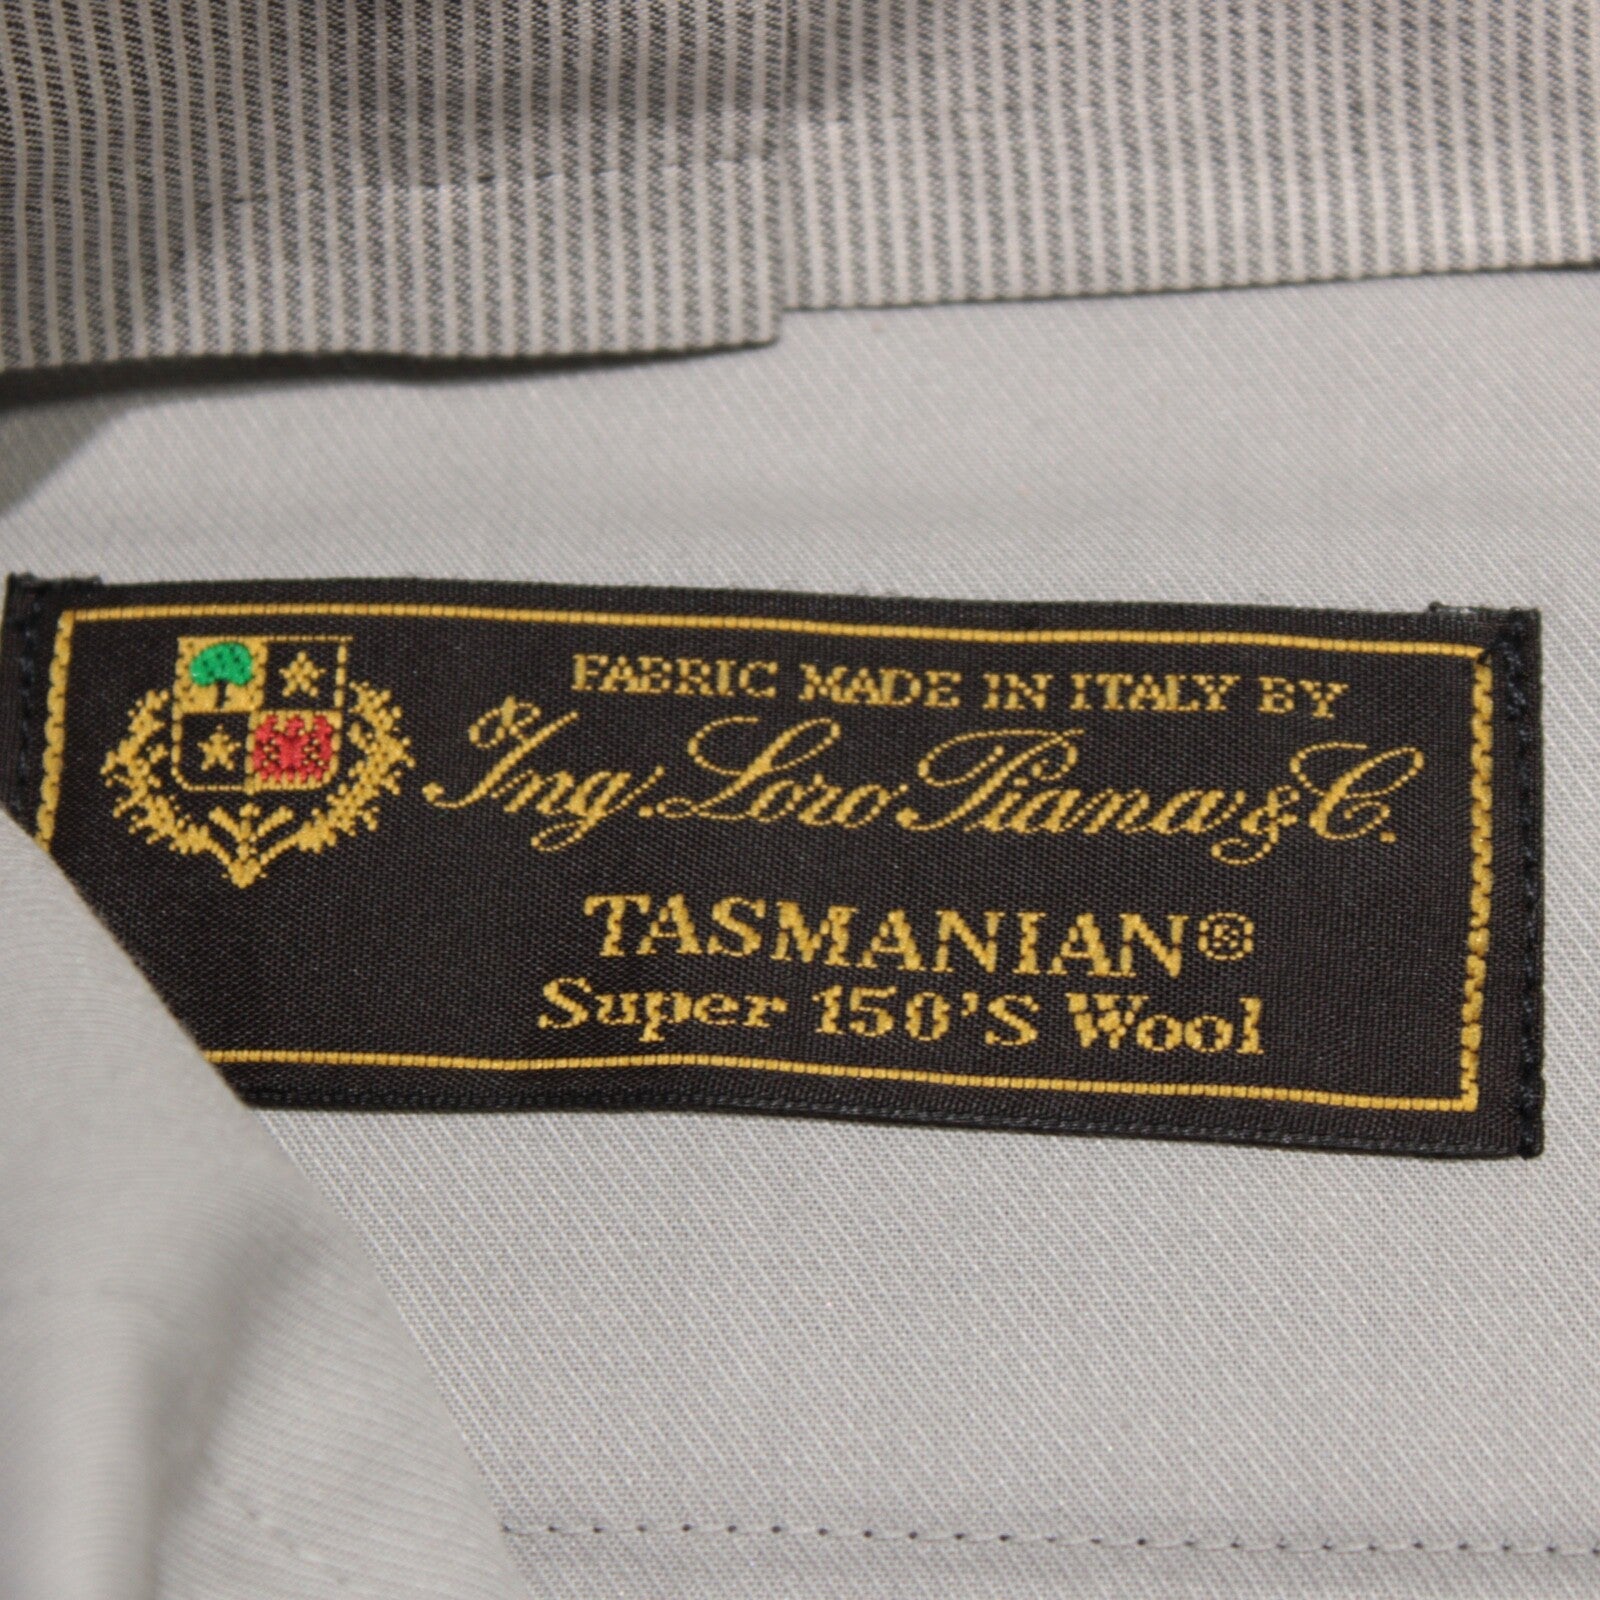 FABRIC MADE IN ITALY BY
Ing. Loro Piana & C.
TASMANIAN®
Super 150'S Wool